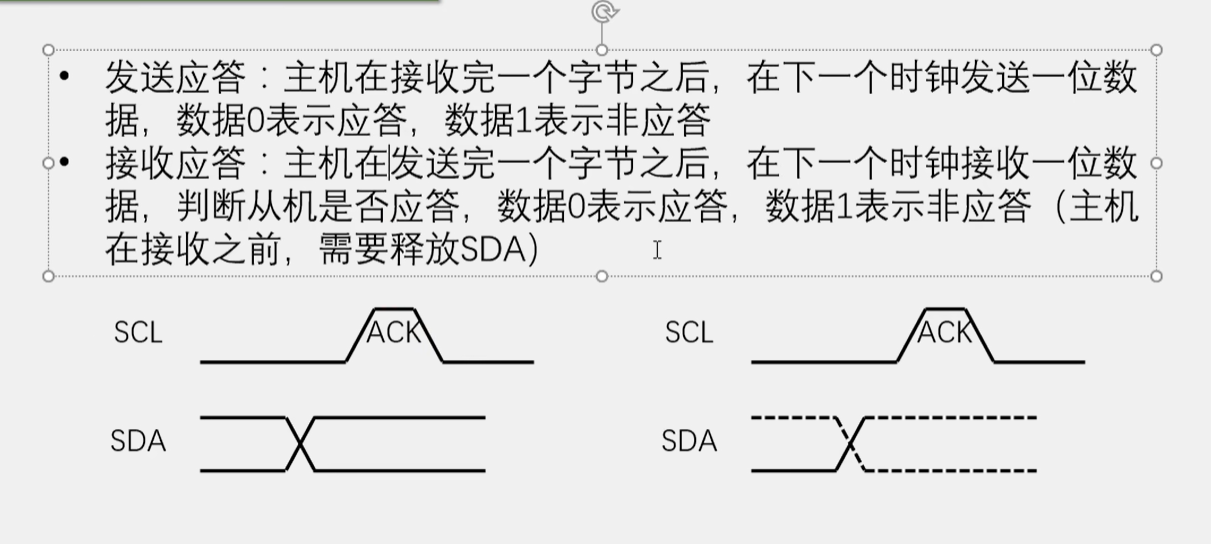 • 发送应答：主机在接收完一个字节之后，在下一个时钟发送一位数
据，数据0表示应答，数据1表示非应答
• 接收应答：主机在发送完一个字节之后，在下一个时钟接收一位数
据，判断从机是否应答，数据0表示应答，数据1表示非应答（主机
在接收之前，需要释放SDA）
SCL ACK SCL ACK
SDA SDA